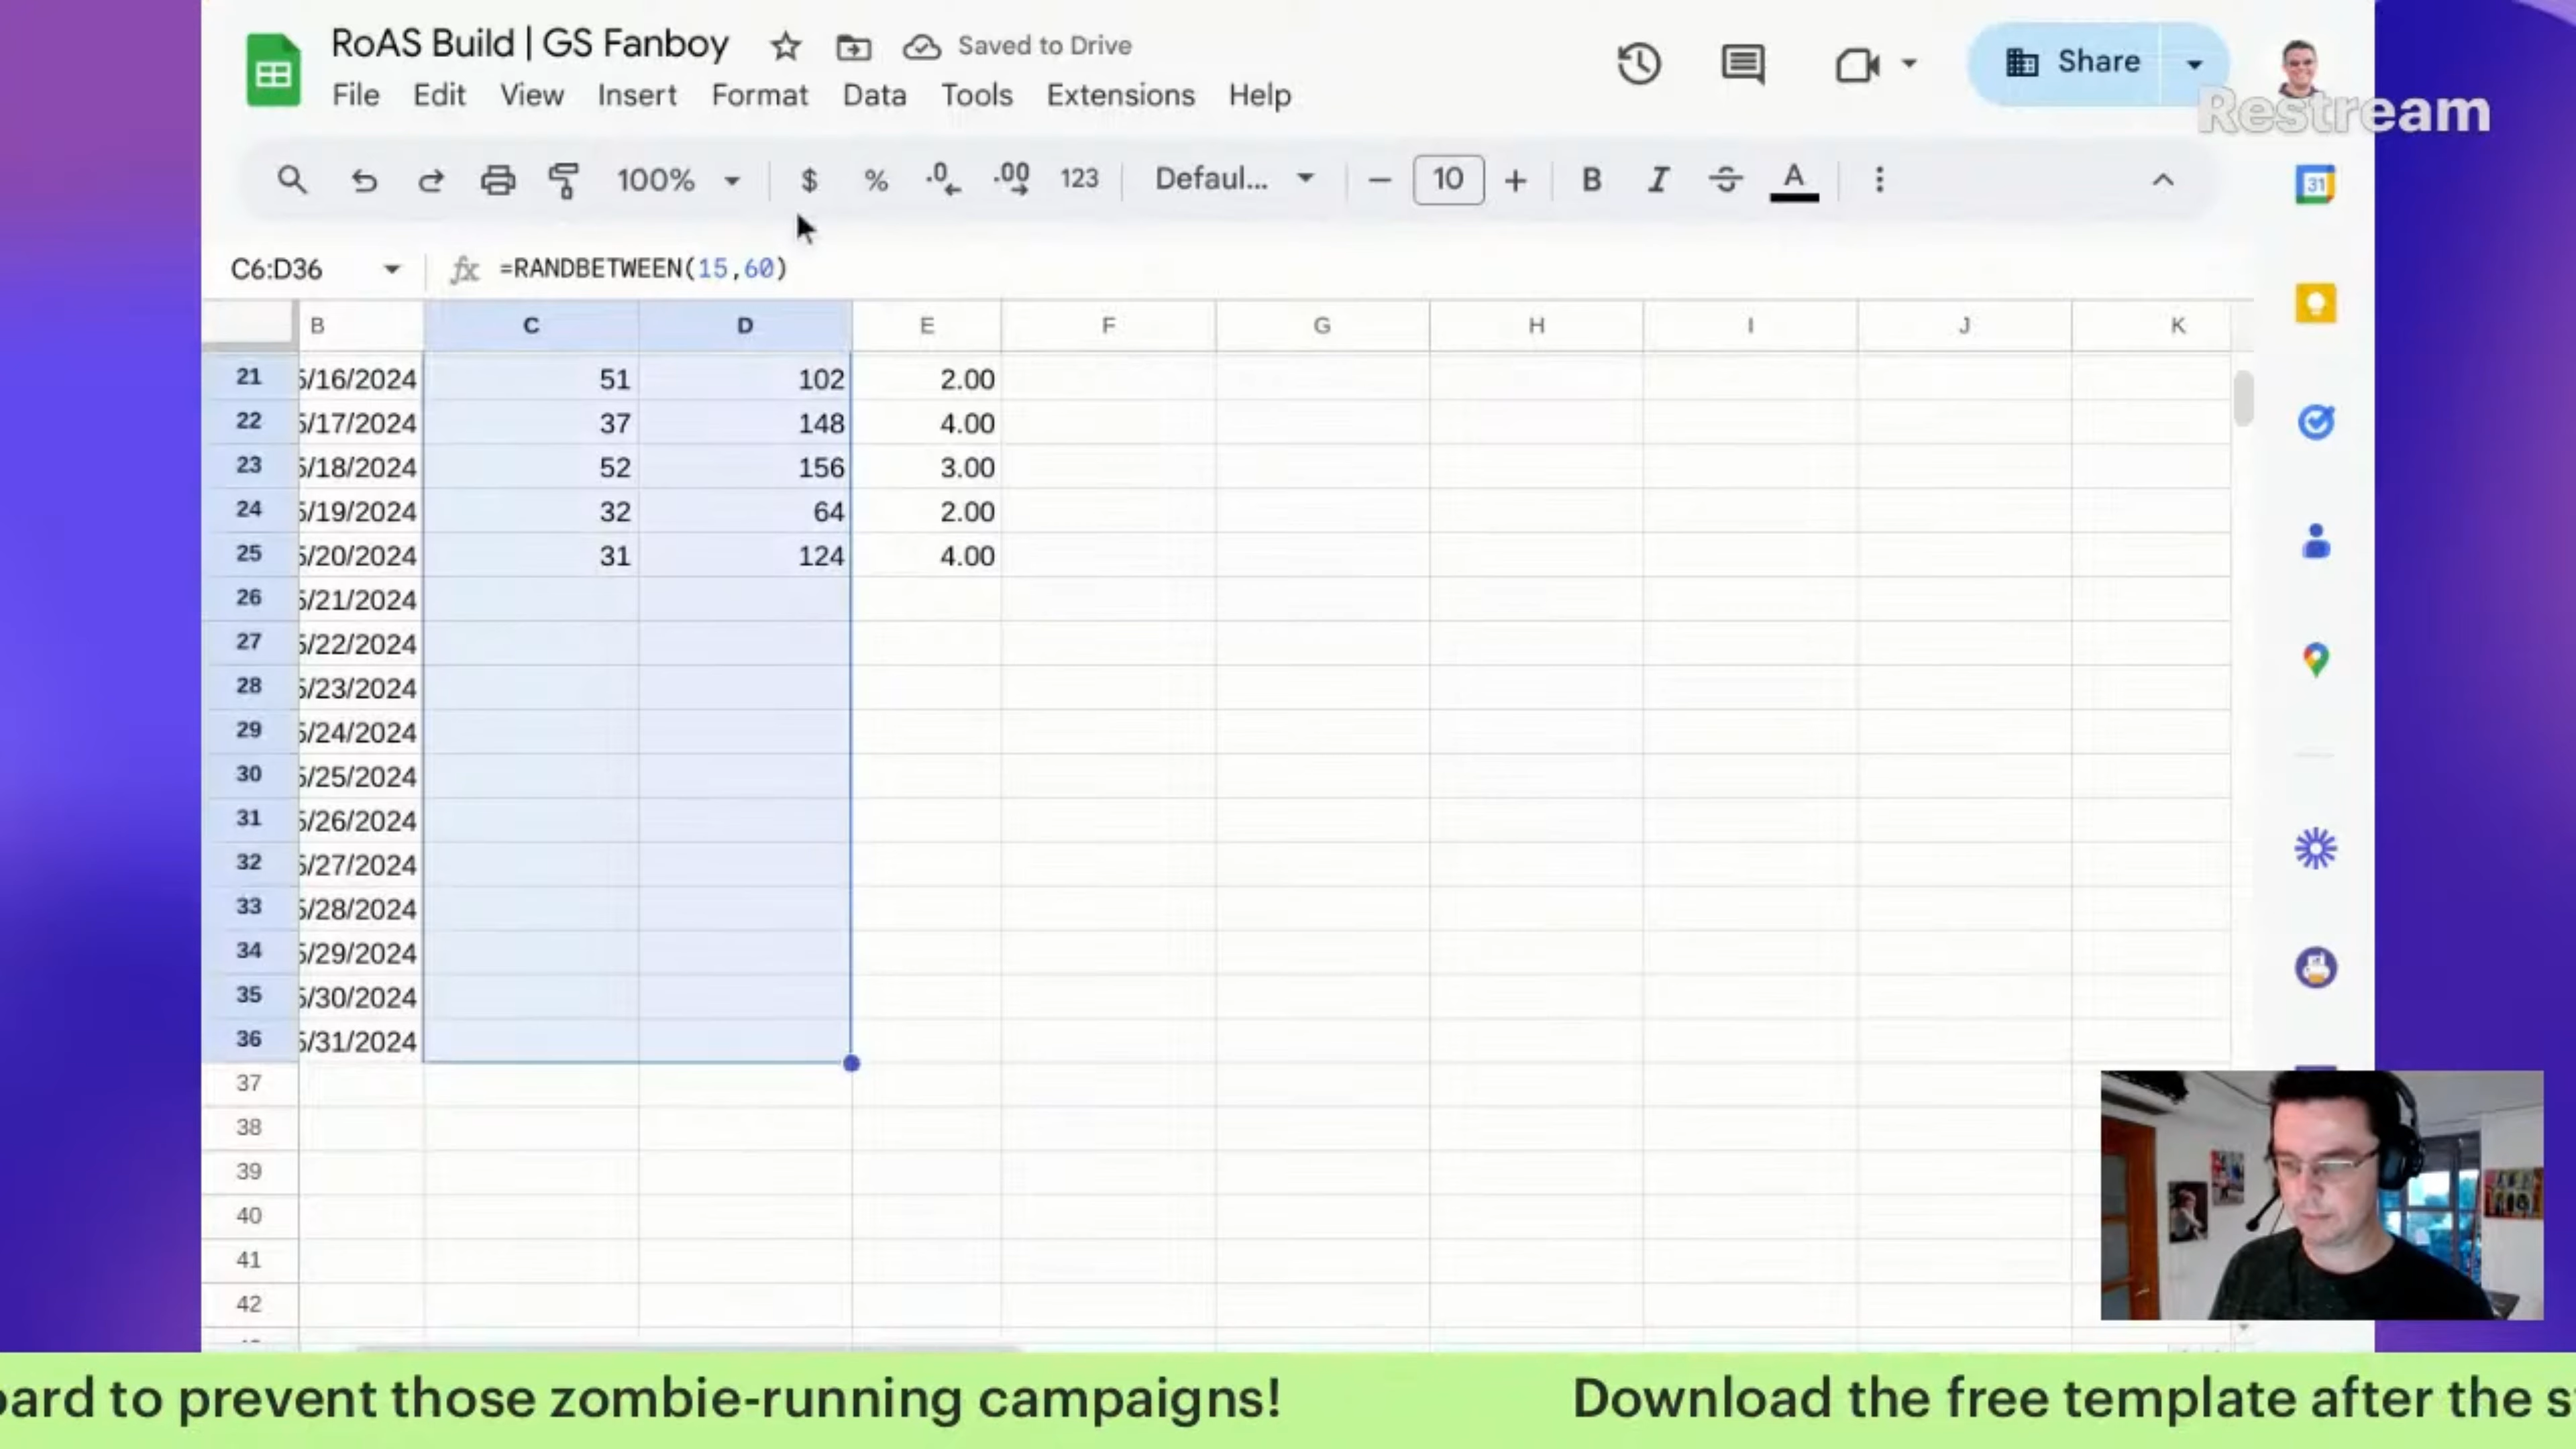 RoAS Build | GS Fanboy
Saved to Drive
Share
Restream
File Edit View Insert Format Data Tools Extensions Help
100% $ % .0 .00 123 Defaul... 10 B I A
31
C6:D36 =RANDBETWEEN(15,60)
B C D E F G H I J K
21 5/16/2024 51 102 2.00
22 5/17/2024 37 148 4.00
23 5/18/2024 52 156 3.00
24 5/19/2024 32 64 2.00
25 5/20/2024 31 124 4.00
26 5/21/2024
27 5/22/2024
28 5/23/2024
29 5/24/2024
30 5/25/2024
31 5/26/2024
32 5/27/2024
33 5/28/2024
34 5/29/2024
35 5/30/2024
36 5/31/2024
37
38
39
40
41
42
oard to prevent those zombie-running campaigns! Download the free template after the s